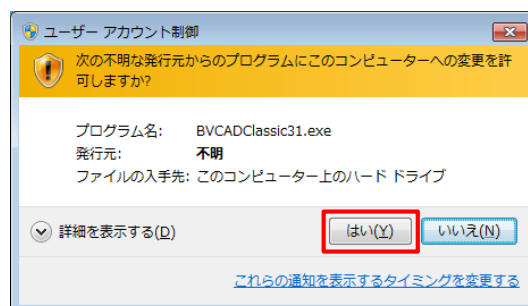 ユーザー アカウント制御
次の不明な発行元からのプログラムにこのコンピューターへの変更を許
可しますか?
プログラム名: BVCADClassic31.exe
発行元: 不明
ファイルの入手先: このコンピューター上のハード ドライブ
詳細を表示する(D) はい(Y) いいえ(N)
これらの通知を表示するタイミングを変更する